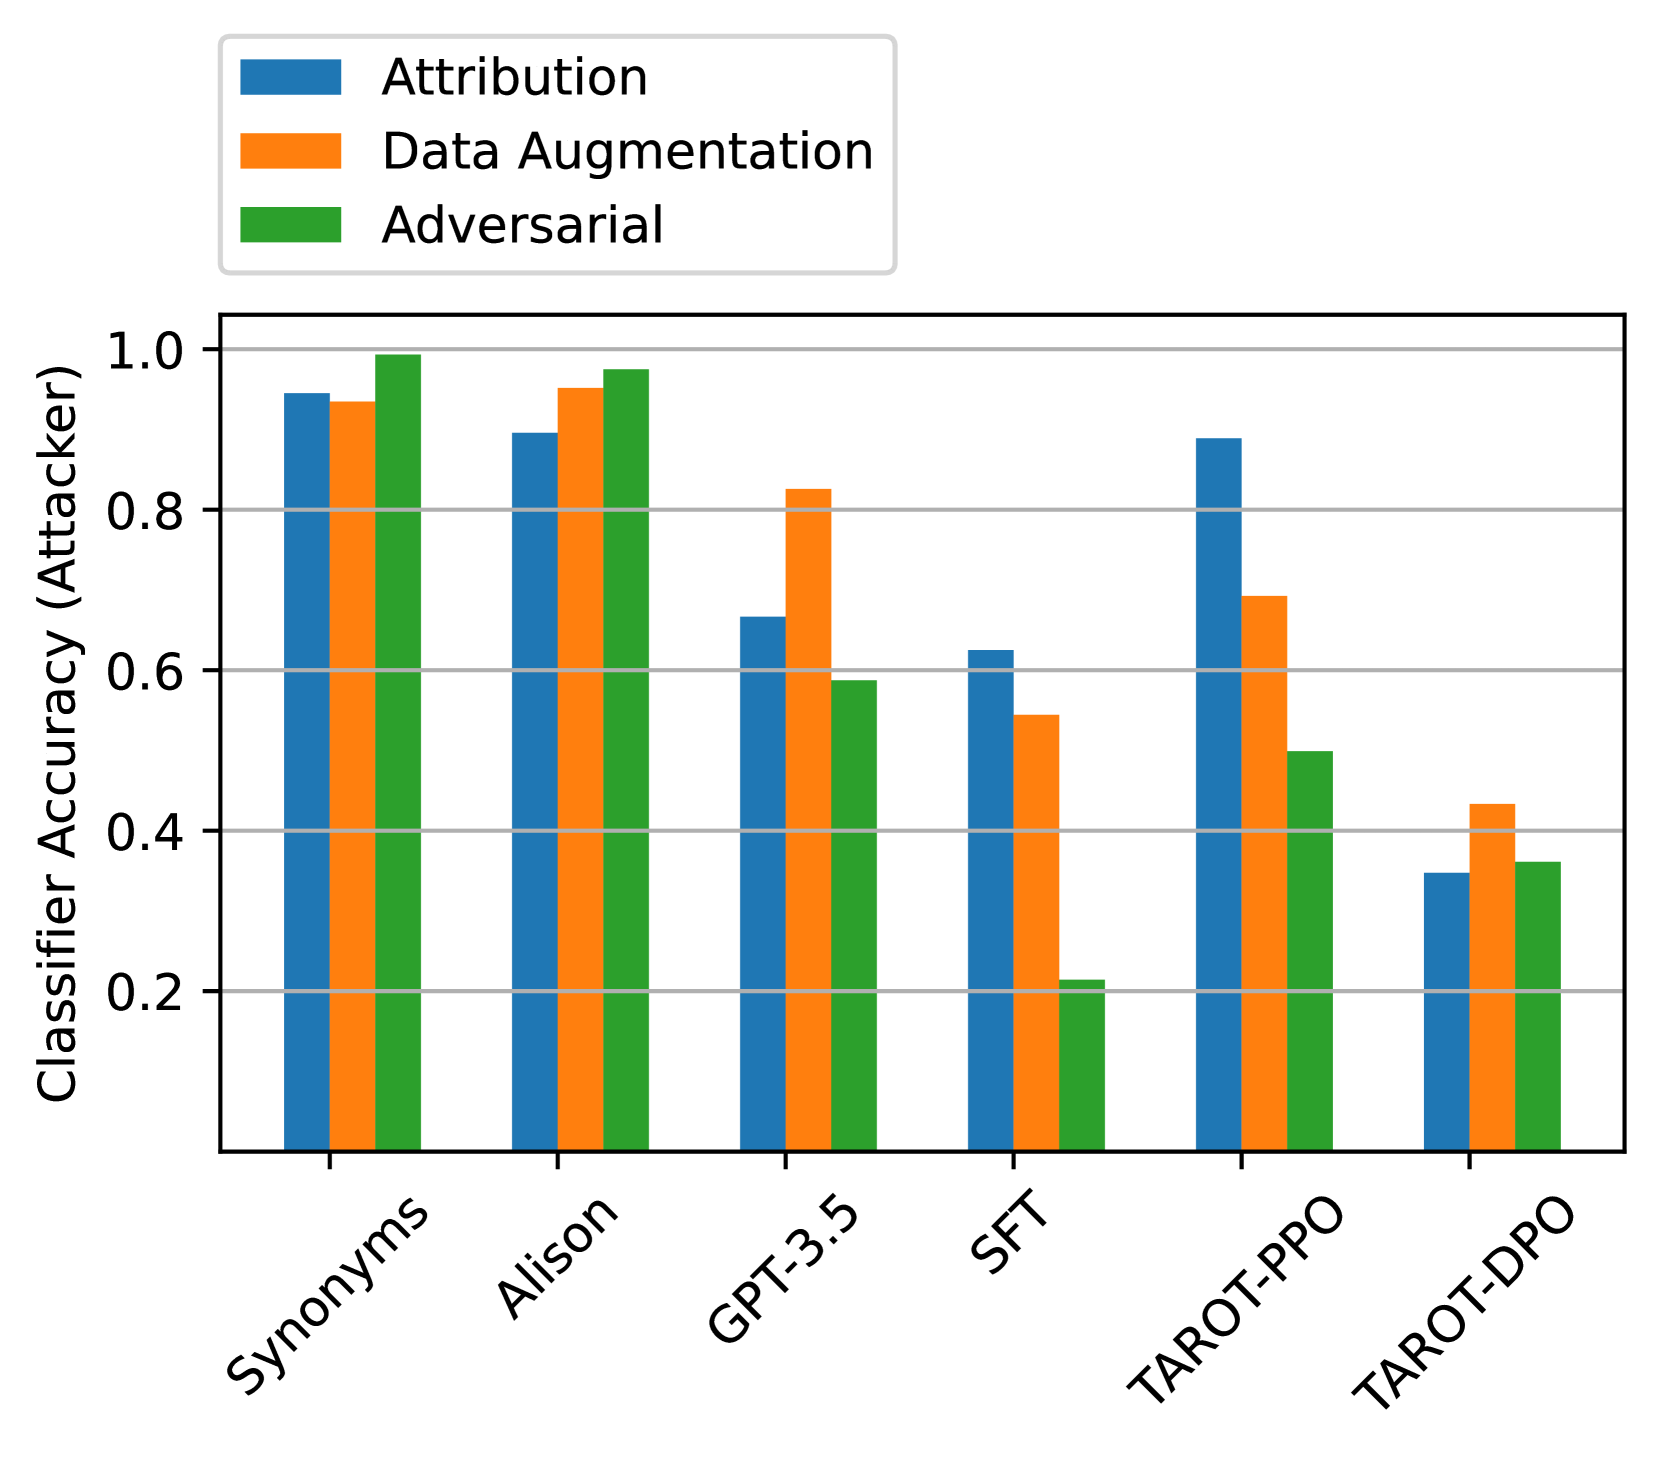 Attribution
Data Augmentation
Adversarial
Classifier Accuracy (Attacker)
1.0
0.8
0.6
0.4
0.2
Synonyms
Alison
GPT-3.5
SFT
TAROT-PPO
TAROT-DPO